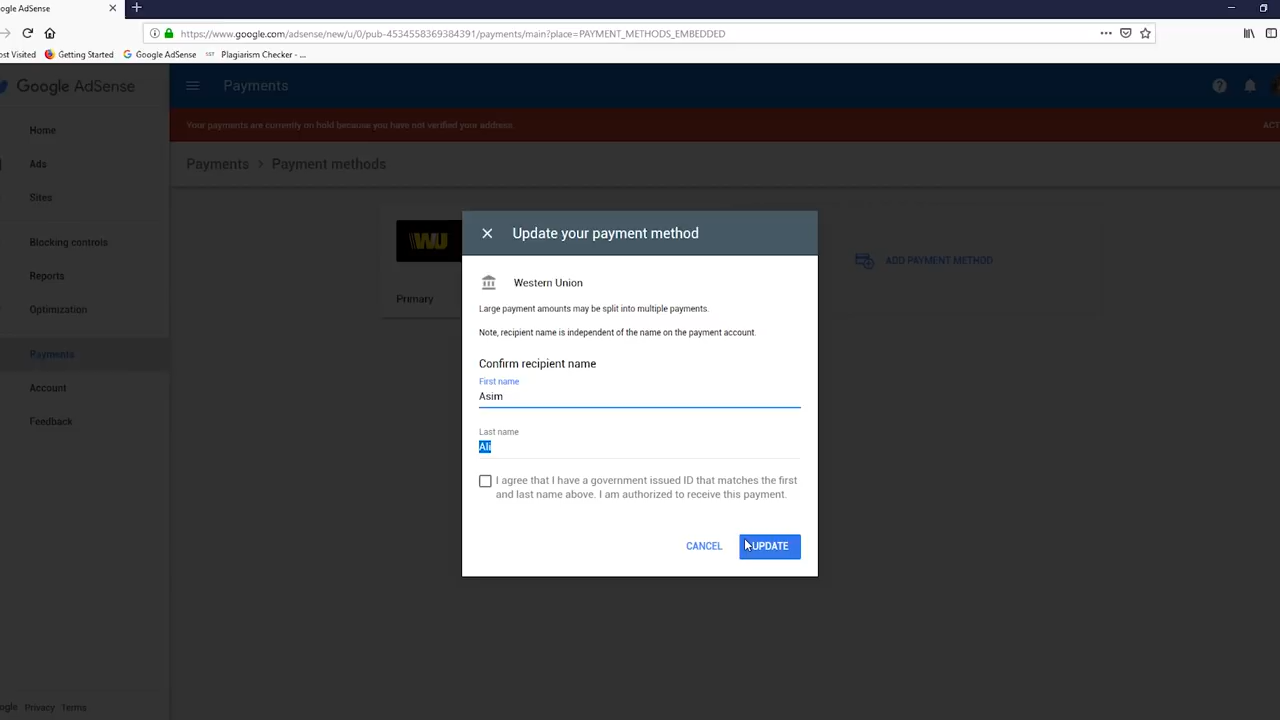 oogle AdSense
https://www.google.com/adsense/new/u/0/pub-4534558369384391/payments/main?place=PAYMENT_METHODS_EMBEDDED
ost Visited Getting Started Google AdSense Plagiarism Checker - ...
Google AdSense Payments
Your payments are currently on hold because you have not verified your address.
ACT
Home
Ads
Sites
Blocking controls
Reports
Optimization
Payments
Account
Feedback
Payments > Payment methods
WU
Primary
ADD PAYMENT METHOD
Update your payment method
Western Union
Large payment amounts may be split into multiple payments.
Note, recipient name is independent of the name on the payment account.
Confirm recipient name
First name
Asim
Last name
Ali
I agree that I have a government issued ID that matches the first
and last name above. I am authorized to receive this payment.
CANCEL UPDATE
ogle Privacy Terms